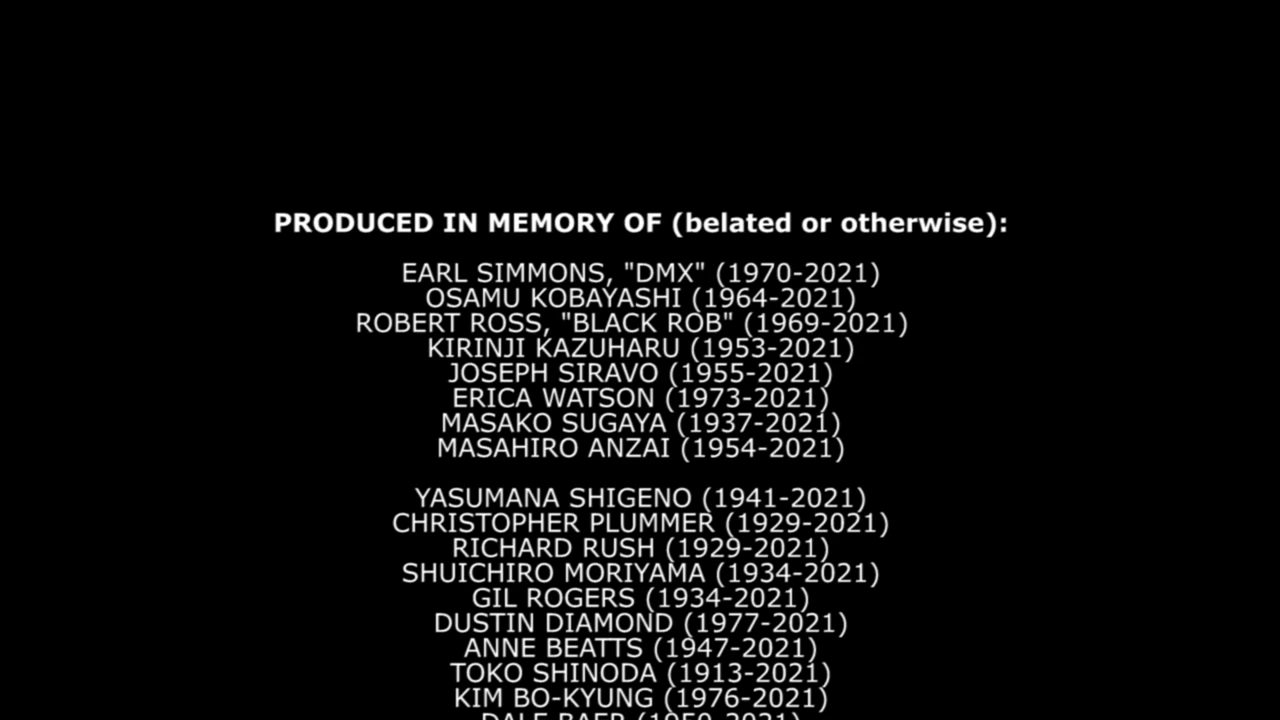 PRODUCED IN MEMORY OF (belated or otherwise):
EARL SIMMONS, "DMX" (1970-2021)
OSAMU KOBAYASHI (1964-2021)
ROBERT ROSS, "BLACK ROB" (1969-2021)
KIRINJI KAZUHARU (1953-2021)
JOSEPH SIRAVO (1955-2021)
ERICA WATSON (1973-2021)
MASAKO SUGAYA (1937-2021)
MASAHIRO ANZAI (1954-2021)
YASUMANA SHIGENO (1941-2021)
CHRISTOPHER PLUMMER (1929-2021)
RICHARD RUSH (1929-2021)
SHUICHIRO MORIYAMA (1934-2021)
GIL ROGERS (1934-2021)
DUSTIN DIAMOND (1977-2021)
ANNE BEATTS (1947-2021)
TOKO SHINODA (1913-2021)
KIM BO-KYUNG (1976-2021)
DALE BAER (1950-2021)